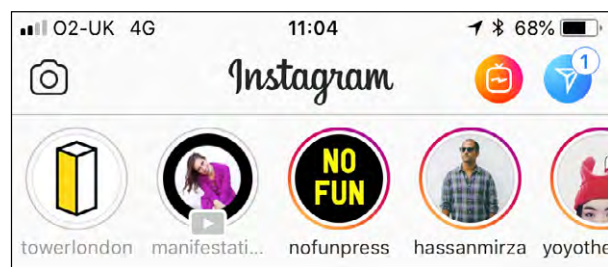 O2-UK 4G 11:04 68%
Instagram 1
NO
FUN
towerlondon manifestati... nofunpress hassanmirza yoyothe